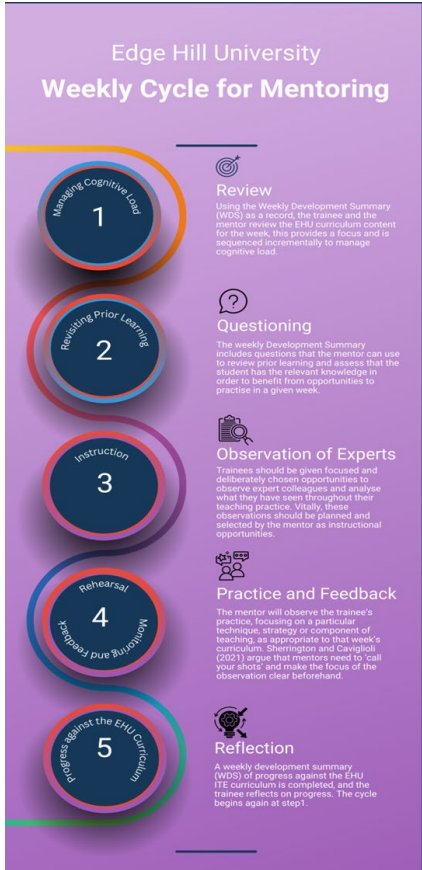 Edge Hill University
Weekly Cycle for Mentoring
Managing Cognitive Load
1
Review
Using the Weekly Development Summary
(WDS) as a record, the trainee and the
mentor review the EHU curriculum content
for the week, this provides a focus and is
sequenced incrementally to manage
cognitive load.
Revisiting Prior Learning
2
Questioning
The weekly Development Summary
includes questions that the mentor can use
to review prior learning and assess that the
student has the relevant knowledge in
order to benefit from opportunities to
practise in a given week.
Instruction
3
Observation of Experts
Trainees should be given focused and
deliberately chosen opportunities to
observe expert colleagues and analyse
what they have seen throughout their
teaching practice. Vitally, these
observations should be planned and
selected by the mentor as instructional
opportunities.
Rehearsal
4
Monitoring and Feedback
Practice and Feedback
The mentor will observe the trainee's
practice, focusing on a particular
technique, strategy or component of
teaching, as appropriate to that week's
curriculum. Sherrington and Caviglioli
(2021) argue that mentors need to 'call
your shots' and make the focus of the
observation clear beforehand.
Progress against the EHU Curriculum
5
Reflection
A weekly development summary
(WDS) of progress against the EHU
ITE curriculum is completed, and the
trainee reflects on progress. The cycle
begins again at step1.